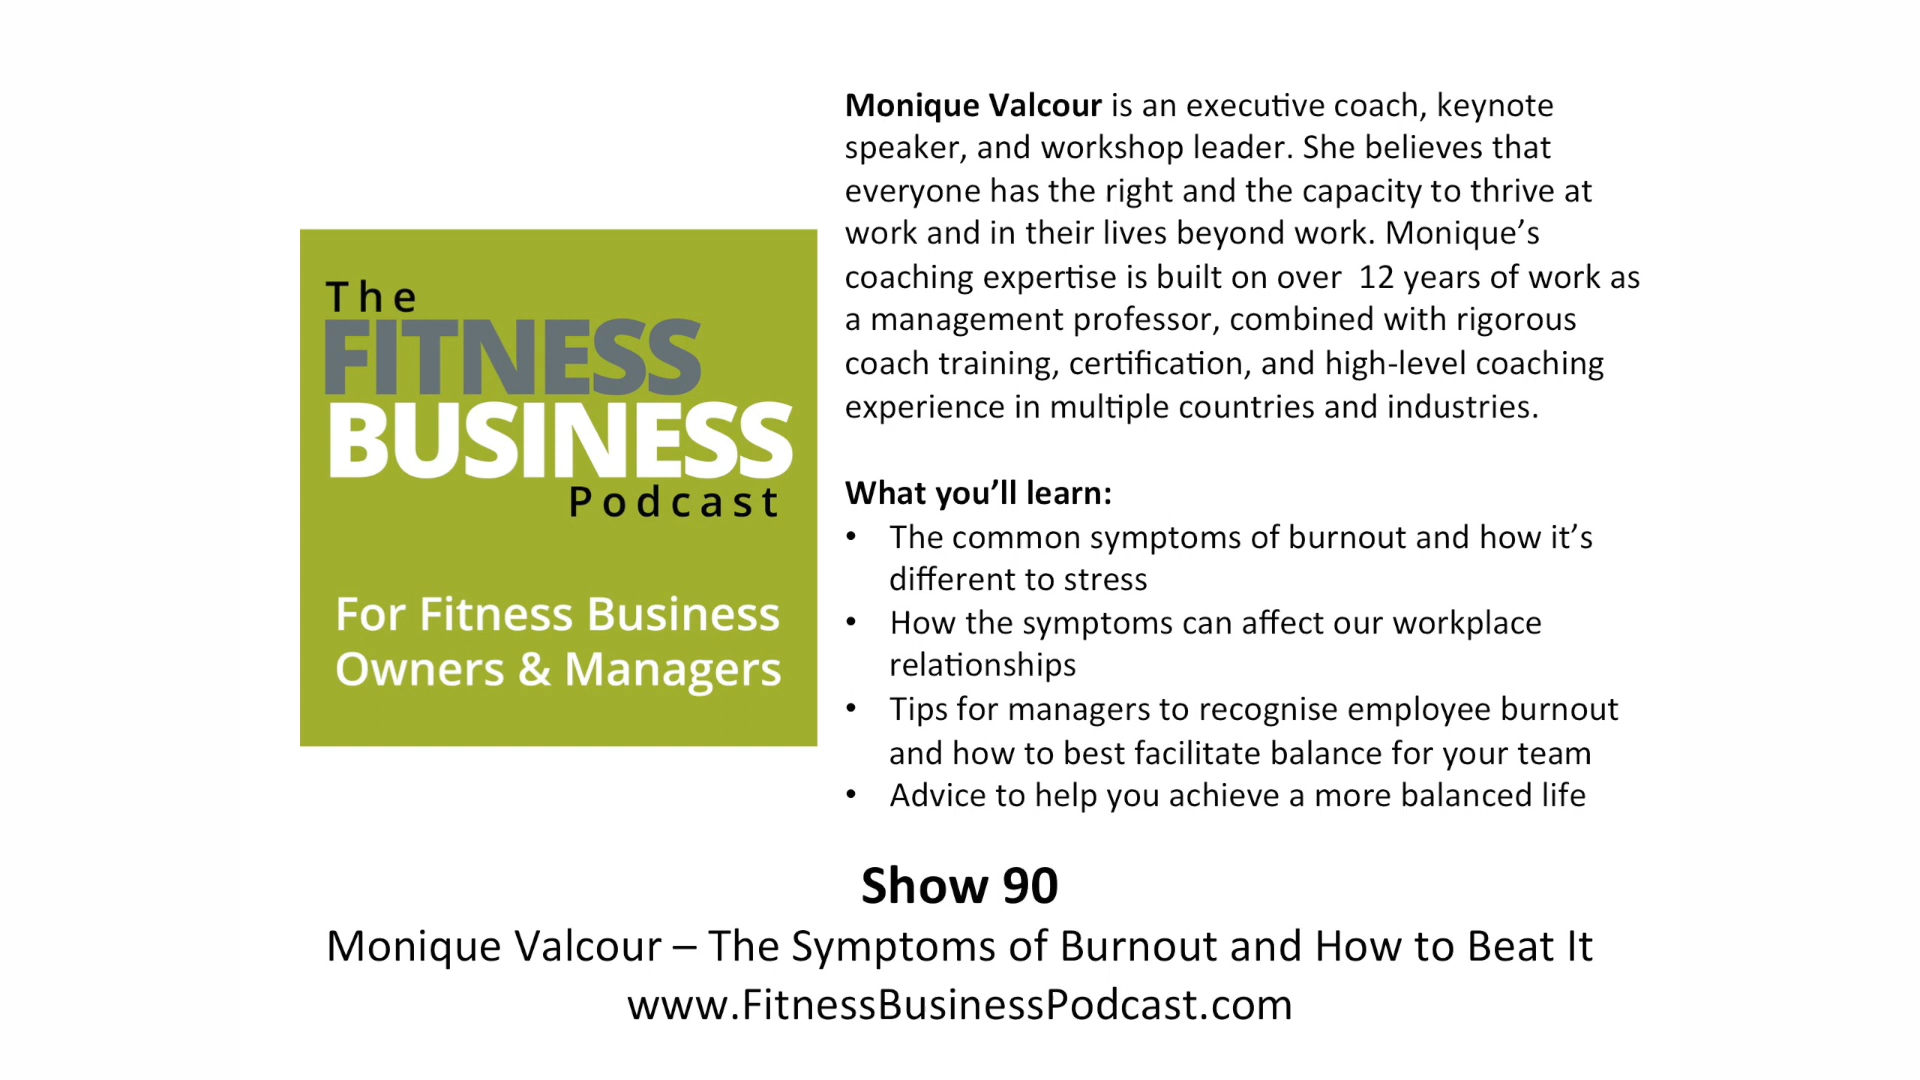 The
FITNESS
BUSINESS
Podcast
For Fitness Business
Owners & Managers
Monique Valcour is an executive coach, keynote
speaker, and workshop leader. She believes that
everyone has the right and the capacity to thrive at
work and in their lives beyond work. Monique’s
coaching expertise is built on over  12 years of work as
a management professor, combined with rigorous
coach training, certification, and high-level coaching
experience in multiple countries and industries.
What you’ll learn:
• The common symptoms of burnout and how it’s
different to stress
• How the symptoms can affect our workplace
relationships
• Tips for managers to recognise employee burnout
and how to best facilitate balance for your team
• Advice to help you achieve a more balanced life
Show 90
Monique Valcour – The Symptoms of Burnout and How to Beat It
www.FitnessBusinessPodcast.com